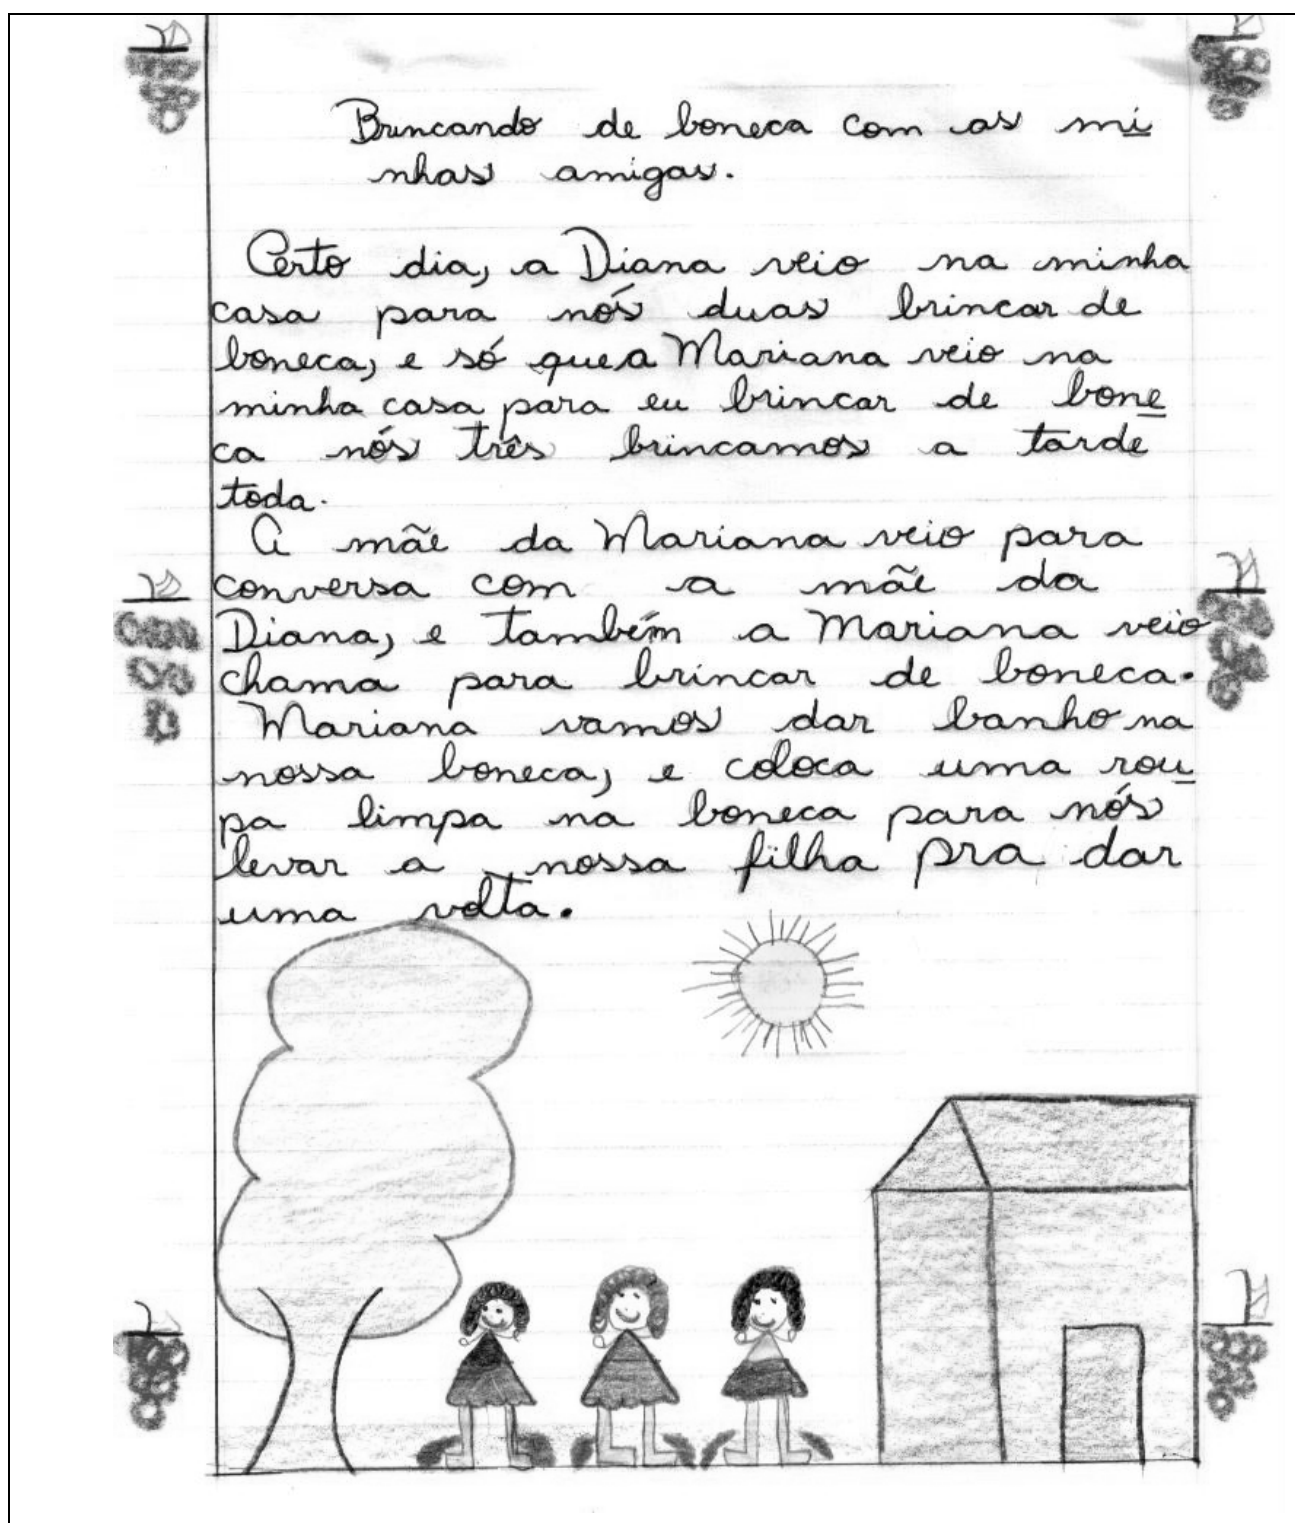 Brincando de boneca com as mi
nhas amigas.
Certo dia, a Diana veio na minha
casa para nós duas brincar de
boneca, e só que a Mariana veio na
minha casa para eu brincar de bone
ca nós três brincamos a tarde
toda.
A mãe da Mariana veio para
conversa com a mãe da
Diana, e também a Mariana veio
chama para brincar de boneca.
Mariana vamos dar banho na
nossa boneca, e coloca uma rou
pa limpa na boneca para nós
levar a nossa filha pra dar
uma volta.